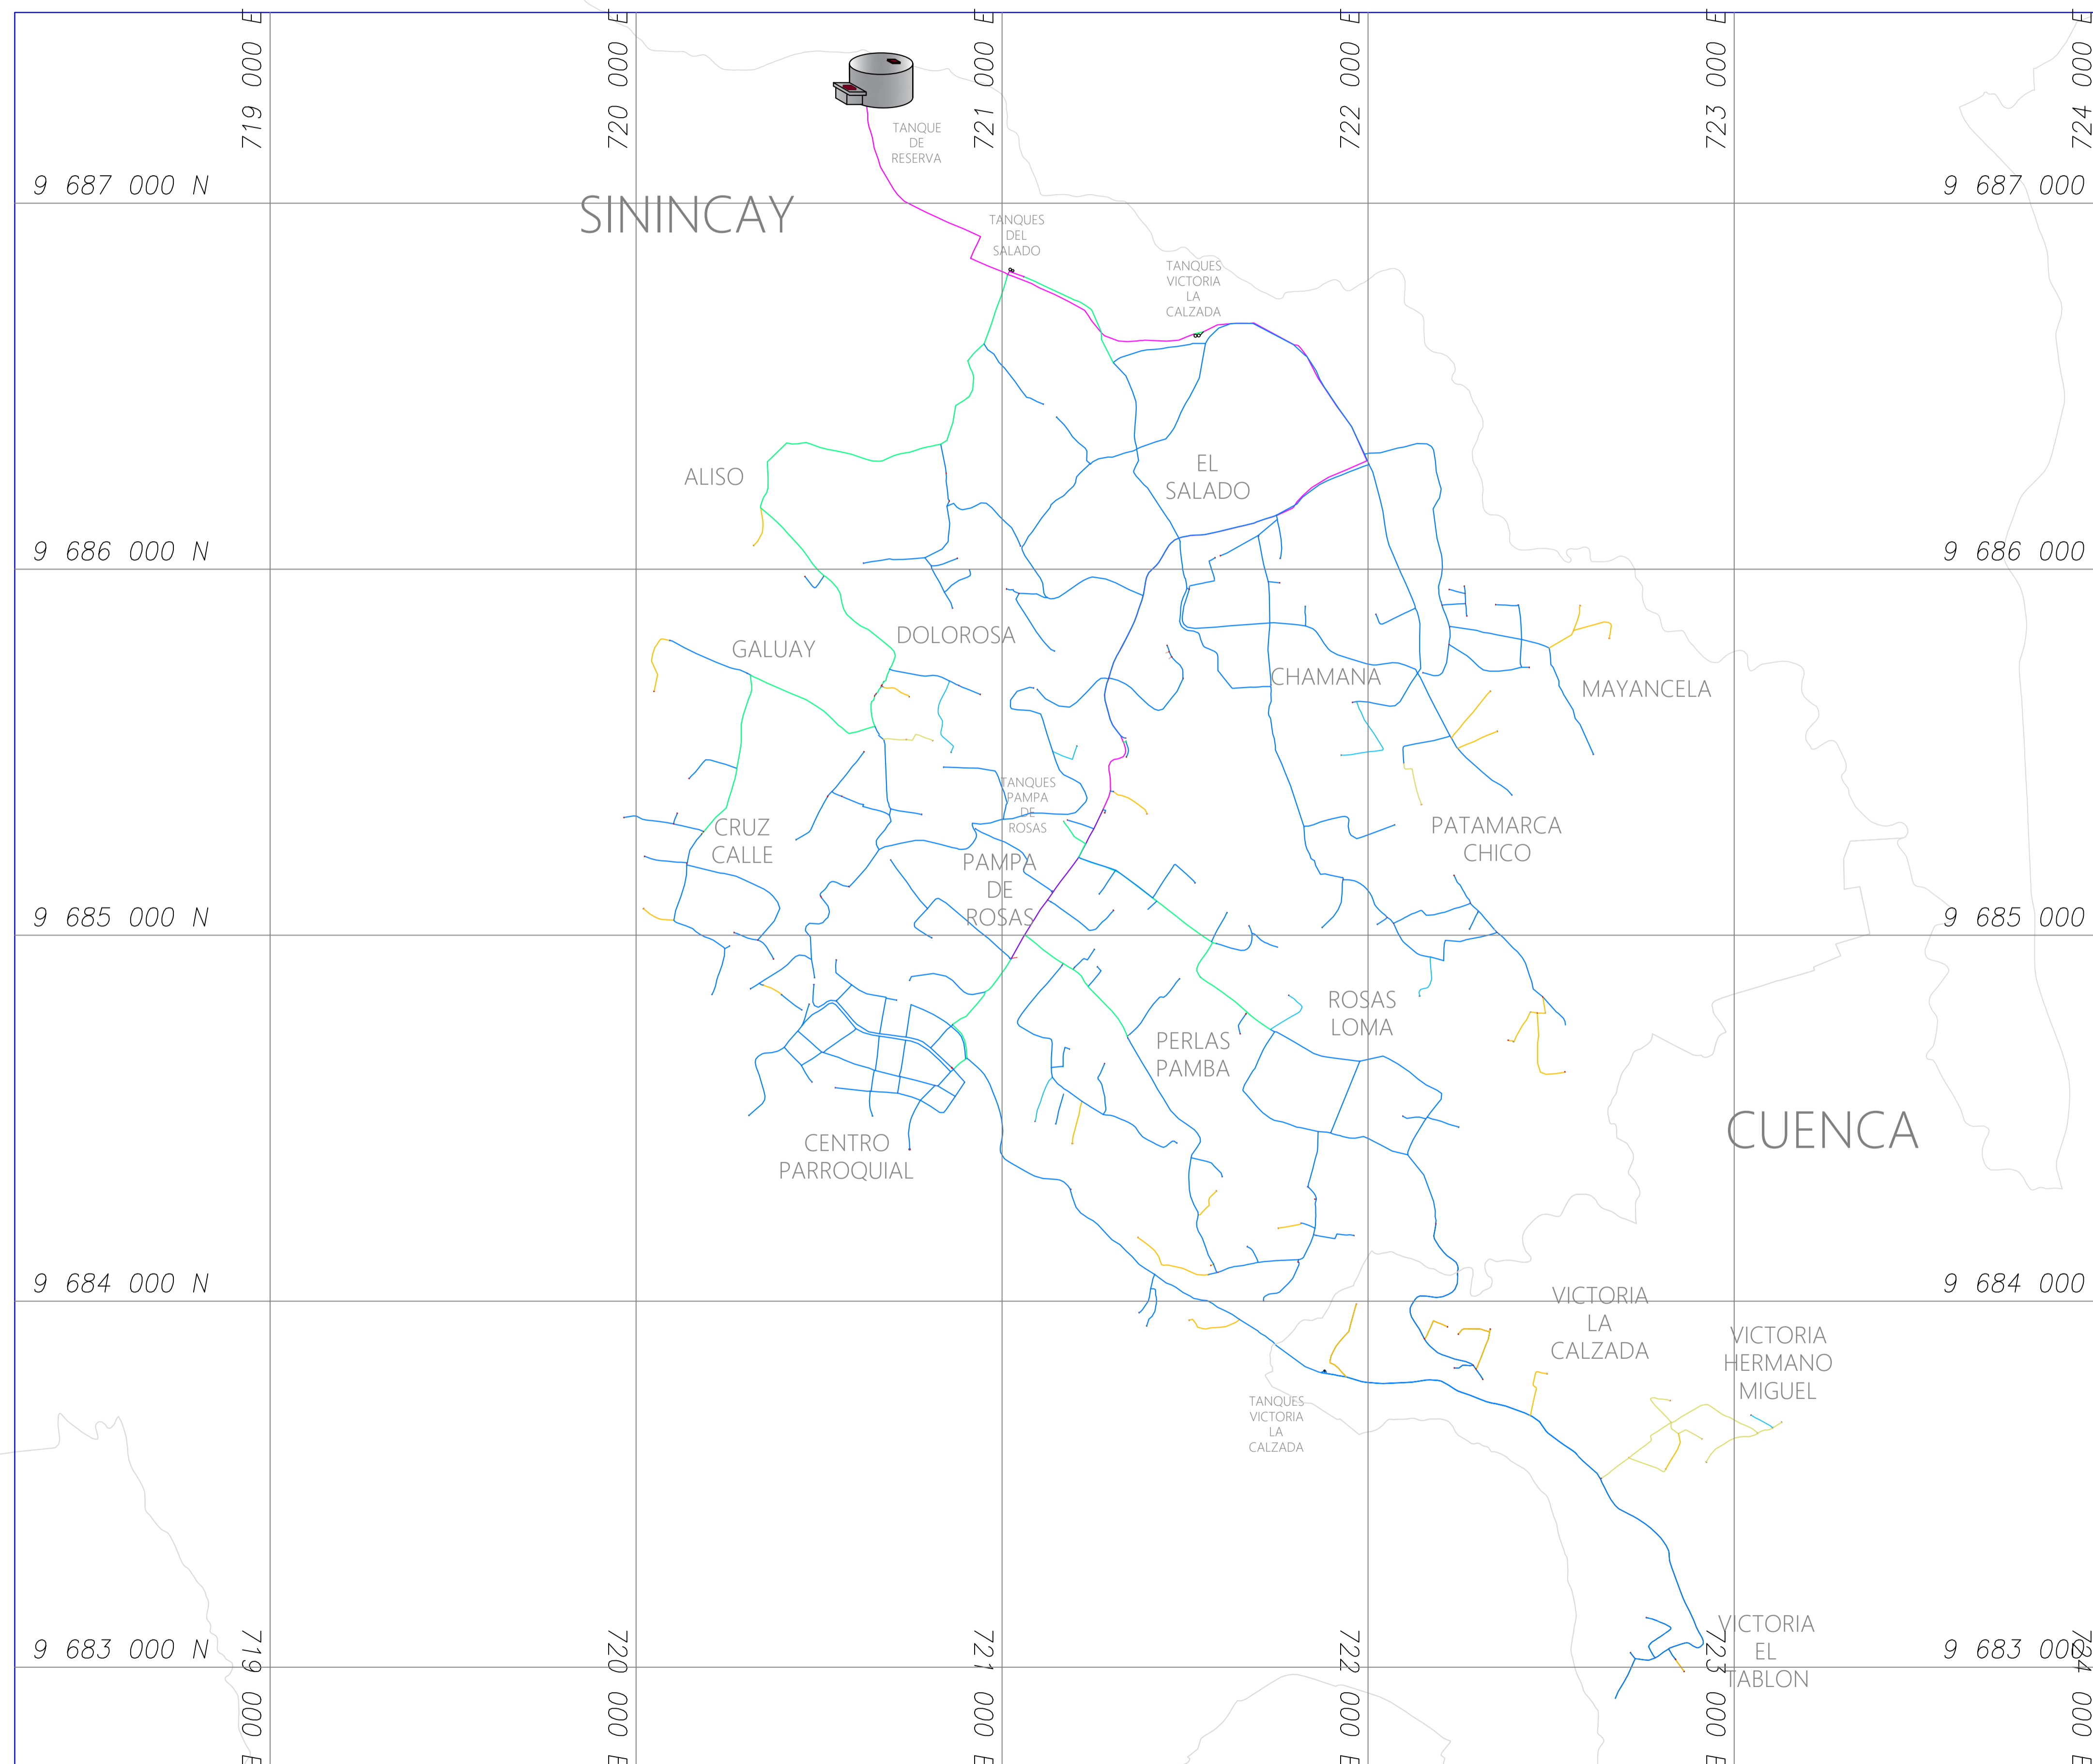 719 000 E
720 000 E
721 000 E
722 000 E
723 000 E
724 000 E
TANQUE
DE
RESERVA
9 687 000 N
9 687 000
SININCAY
TANQUES
DEL
SALADO
TANQUES
VICTORIA
LA
CALZADA
ALISO
EL
SALADO
9 686 000 N
9 686 000
DOLOROSA
GALUAY
CHAMANA
MAYANCELA
TANQUES
PAMPA
DE
ROSAS
CRUZ
CALLE
PATAMARCA
CHICO
PAMPA
DE
ROSAS
9 685 000 N
9 685 000
ROSAS
LOMA
PERLAS
PAMBA
CUENCA
CENTRO
PARROQUIAL
9 684 000 N
9 684 000
VICTORIA
LA
CALZADA
VICTORIA
HERMANO
MIGUEL
TANQUES
VICTORIA
LA
CALZADA
VICTORIA
EL
TABLON
9 683 000 N
9 683 000
719 000 E
720 000 E
721 000 E
722 000 E
723 000 E
724 000 E